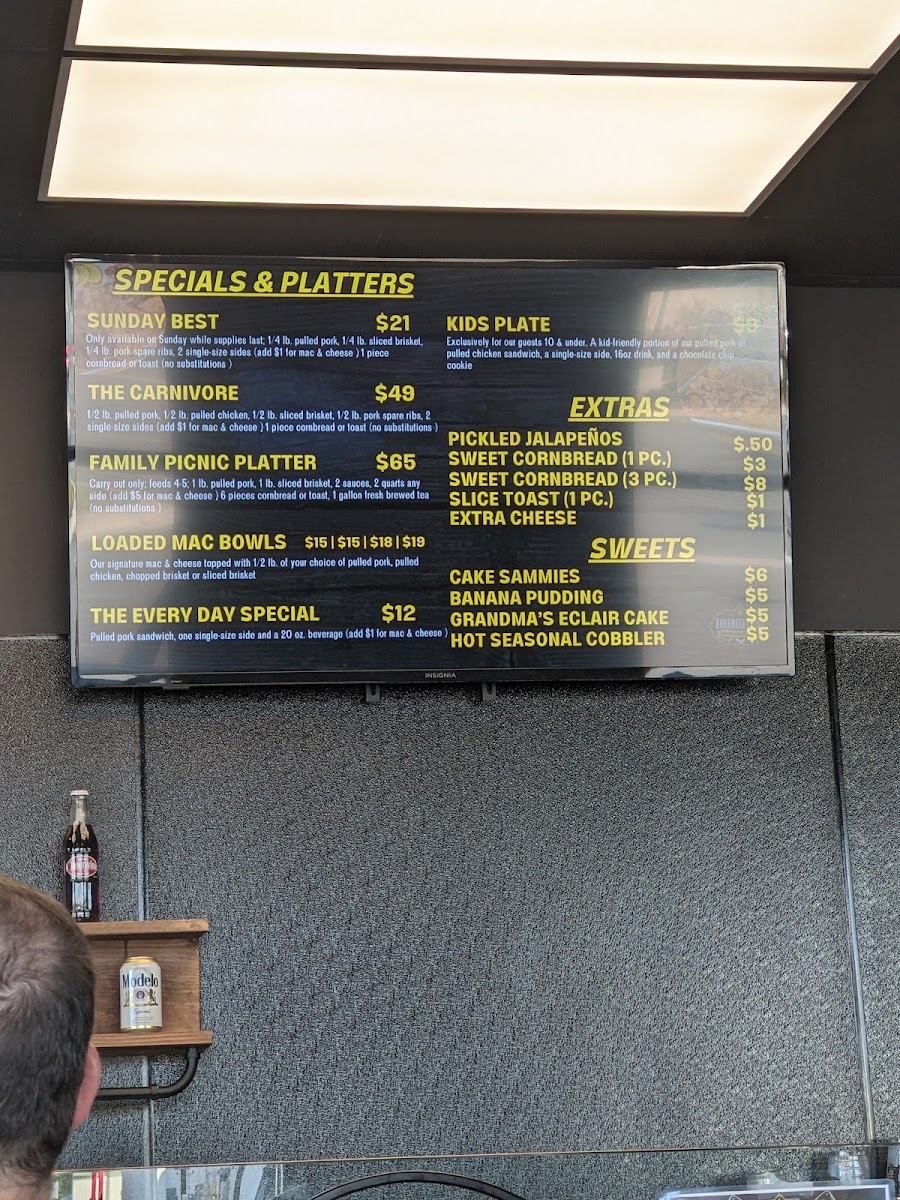 SPECIALS & PLATTERS
SUNDAY BEST $21
Only available on Sunday while supplies last; 1/4 lb. pulled pork, 1/4 lb. sliced brisket,
1/4 lb. pork spare ribs, 2 single-size sides (add $1 for mac & cheese ) 1 piece
cornbread or toast (no substitutions )
THE CARNIVORE $49
1/2 lb. pulled pork, 1/2 lb. pulled chicken, 1/2 lb. sliced brisket, 1/2 lb. pork spare ribs, 2
single-size sides (add $1 for mac & cheese ) 1 piece cornbread or toast (no substitutions )
FAMILY PICNIC PLATTER $65
Carry out only; feeds 4-5; 1 lb. pulled pork, 1 lb. sliced brisket, 2 sauces, 2 quarts any
side (add $5 for mac & cheese ) 6 pieces cornbread or toast, 1 gallon fresh brewed tea
(no substitutions )
LOADED MAC BOWLS $15 | $15 | $18 | $19
Our signature mac & cheese topped with 1/2 lb. of your choice of pulled pork, pulled
chicken, chopped brisket or sliced brisket
THE EVERY DAY SPECIAL $12
Pulled pork sandwich, one single-size side and a 20 oz. beverage (add $1 for mac & cheese )
KIDS PLATE
Exclusively for our guests 10 & under. A kid-friendly portion of our pulled pork or
pulled chicken sandwich, a single-size side, 16oz drink, and a chocolate chip
cookie
EXTRAS
PICKLED JALAPEÑOS $.50
SWEET CORNBREAD (1 PC.) $3
SWEET CORNBREAD (3 PC.) $8
SLICE TOAST (1 PC.) $1
EXTRA CHEESE $1
SWEETS
CAKE SAMMIES $6
BANANA PUDDING $5
GRANDMA'S ECLAIR CAKE $5
HOT SEASONAL COBBLER $5
INSIGNIA
Modelo